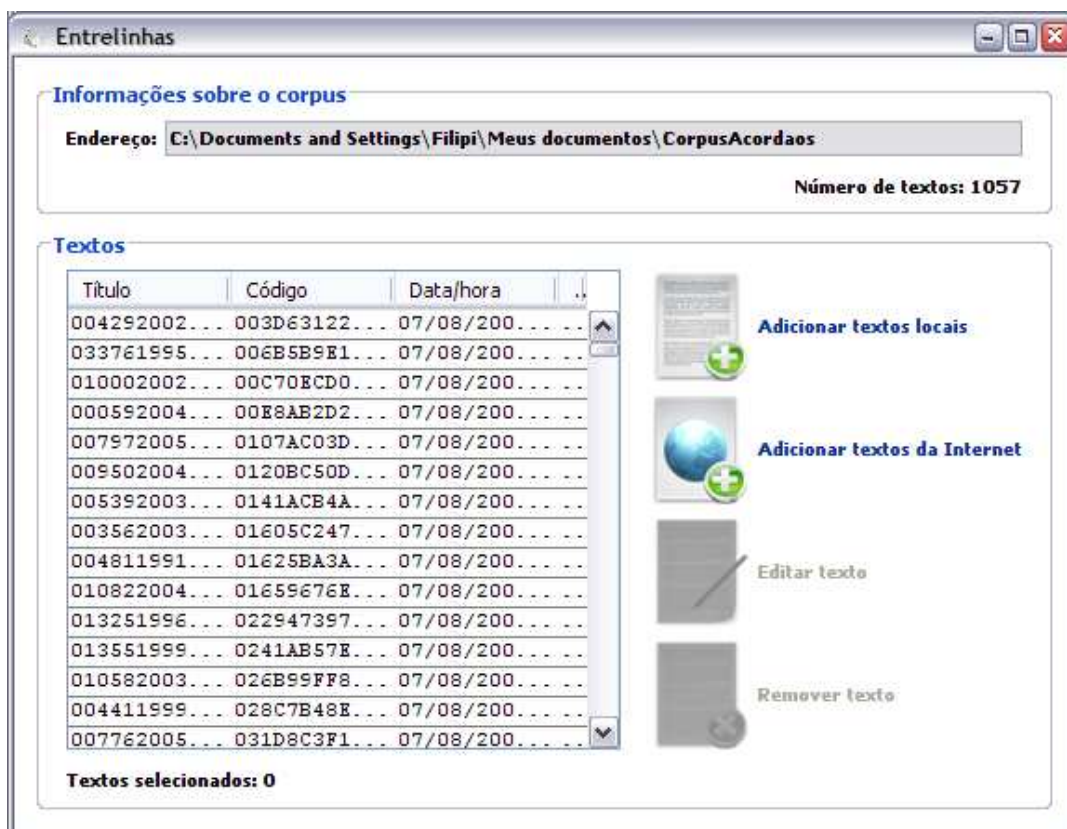 Entrelinhas
Informações sobre o corpus
Endereço: C:\Documents and Settings\Filipi\Meus documentos\CorpusAcordaos
Número de textos: 1057
Textos
Título Código Data/hora ..
004292002... 003D63122... 07/08/200... ...
033761995... 006B5B9E1... 07/08/200... ...
010002002... 00C70ECD0... 07/08/200... ...
000592004... 00E8AB2D2... 07/08/200... ...
007972005... 0107AC03D... 07/08/200... ...
009502004... 0120BC50D... 07/08/200... ...
005392003... 0141ACB4A... 07/08/200... ...
003562003... 01605C247... 07/08/200... ...
004811991... 01625BA3A... 07/08/200... ...
010822004... 01659676E... 07/08/200... ...
013251996... 022947397... 07/08/200... ...
013551999... 0241AB57E... 07/08/200... ...
010582003... 026B99FF8... 07/08/200... ...
004411999... 028C7B48E... 07/08/200... ...
007762005... 031D8C3F1... 07/08/200... ...
Textos selecionados: 0
Adicionar textos locais
Adicionar textos da Internet
Editar texto
Remover texto